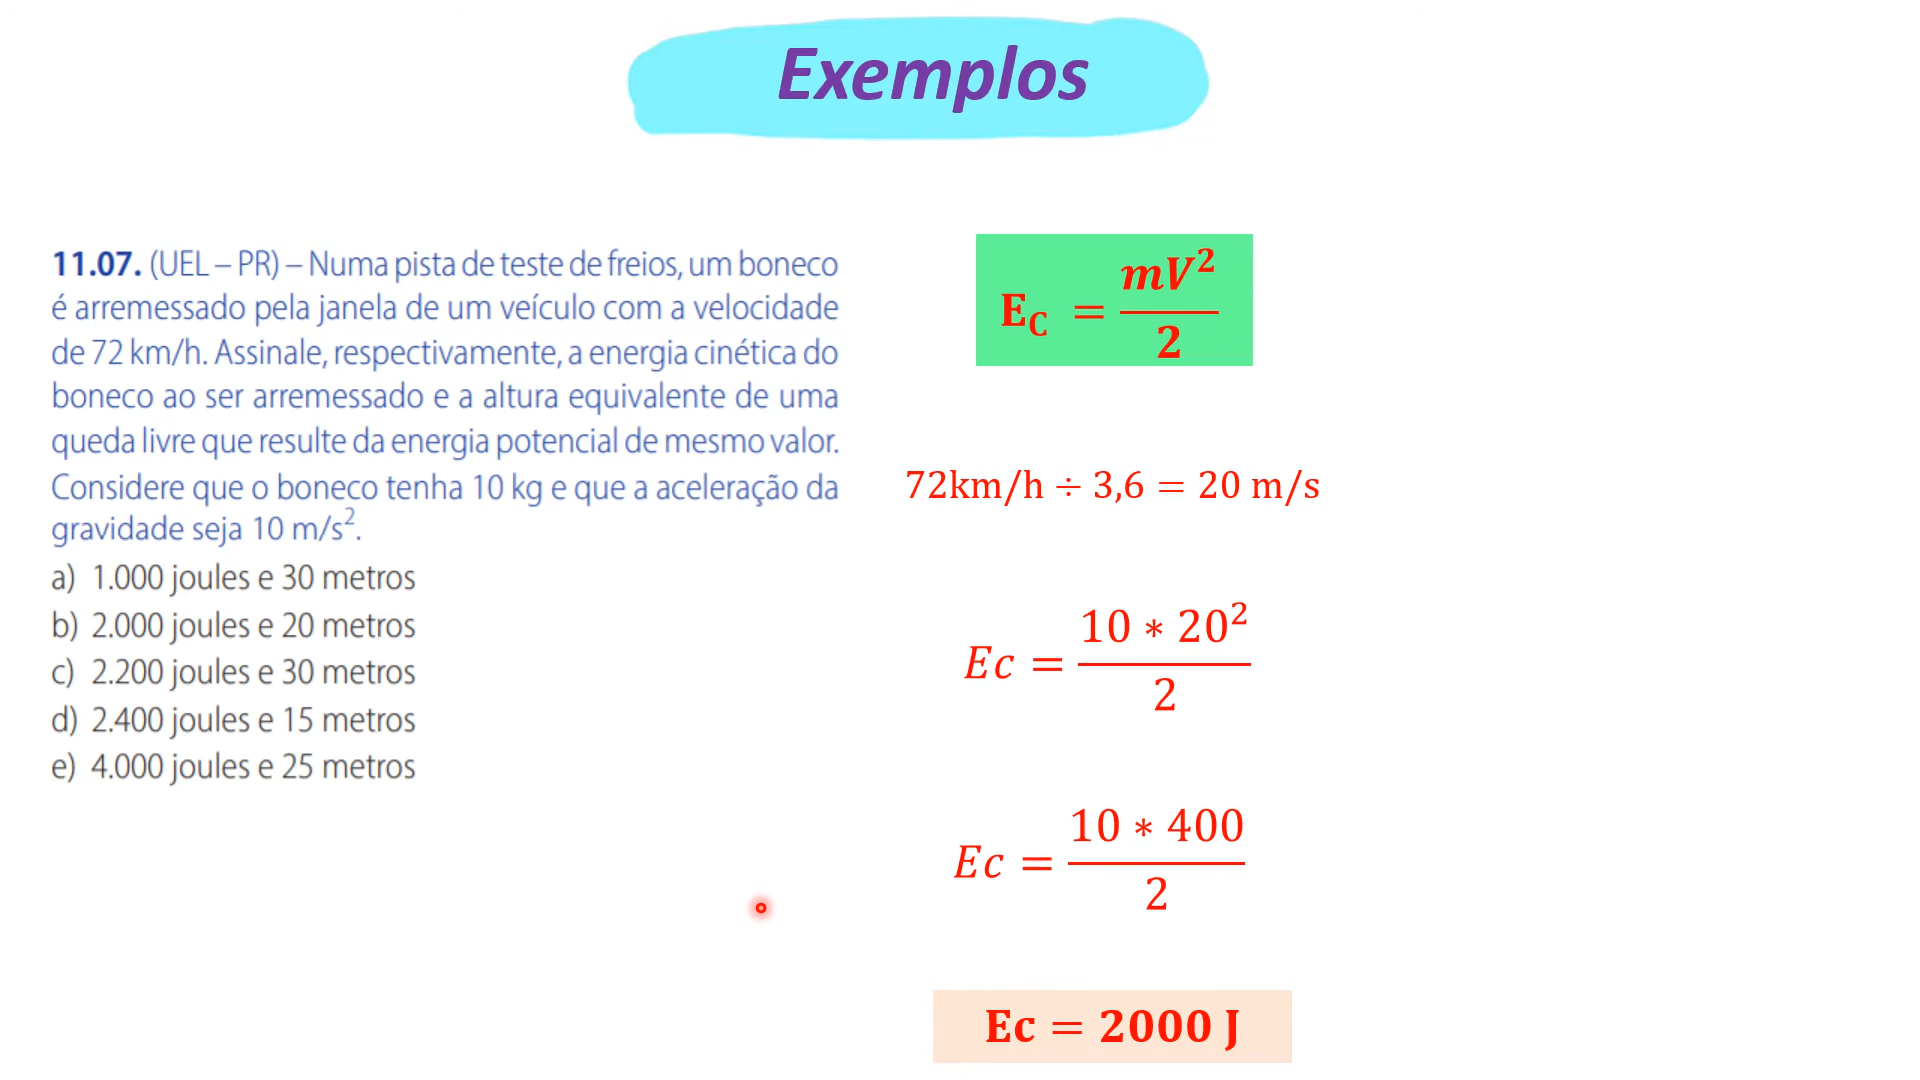 Exemplos
11.07. (UEL – PR) – Numa pista de teste de freios, um boneco
é arremessado pela janela de um veículo com a velocidade
de 72 km/h. Assinale, respectivamente, a energia cinética do
boneco ao ser arremessado e a altura equivalente de uma
queda livre que resulte da energia potencial de mesmo valor.
Considere que o boneco tenha 10 kg e que a aceleração da
gravidade seja 10 m/s².
a) 1.000 joules e 30 metros
b) 2.000 joules e 20 metros
c) 2.200 joules e 30 metros
d) 2.400 joules e 15 metros
e) 4.000 joules e 25 metros
E_C = mV²/2
72km/h ÷ 3,6 = 20 m/s
Ec = 10 * 20²/2
Ec = 10 * 400/2
Ec = 2000 J